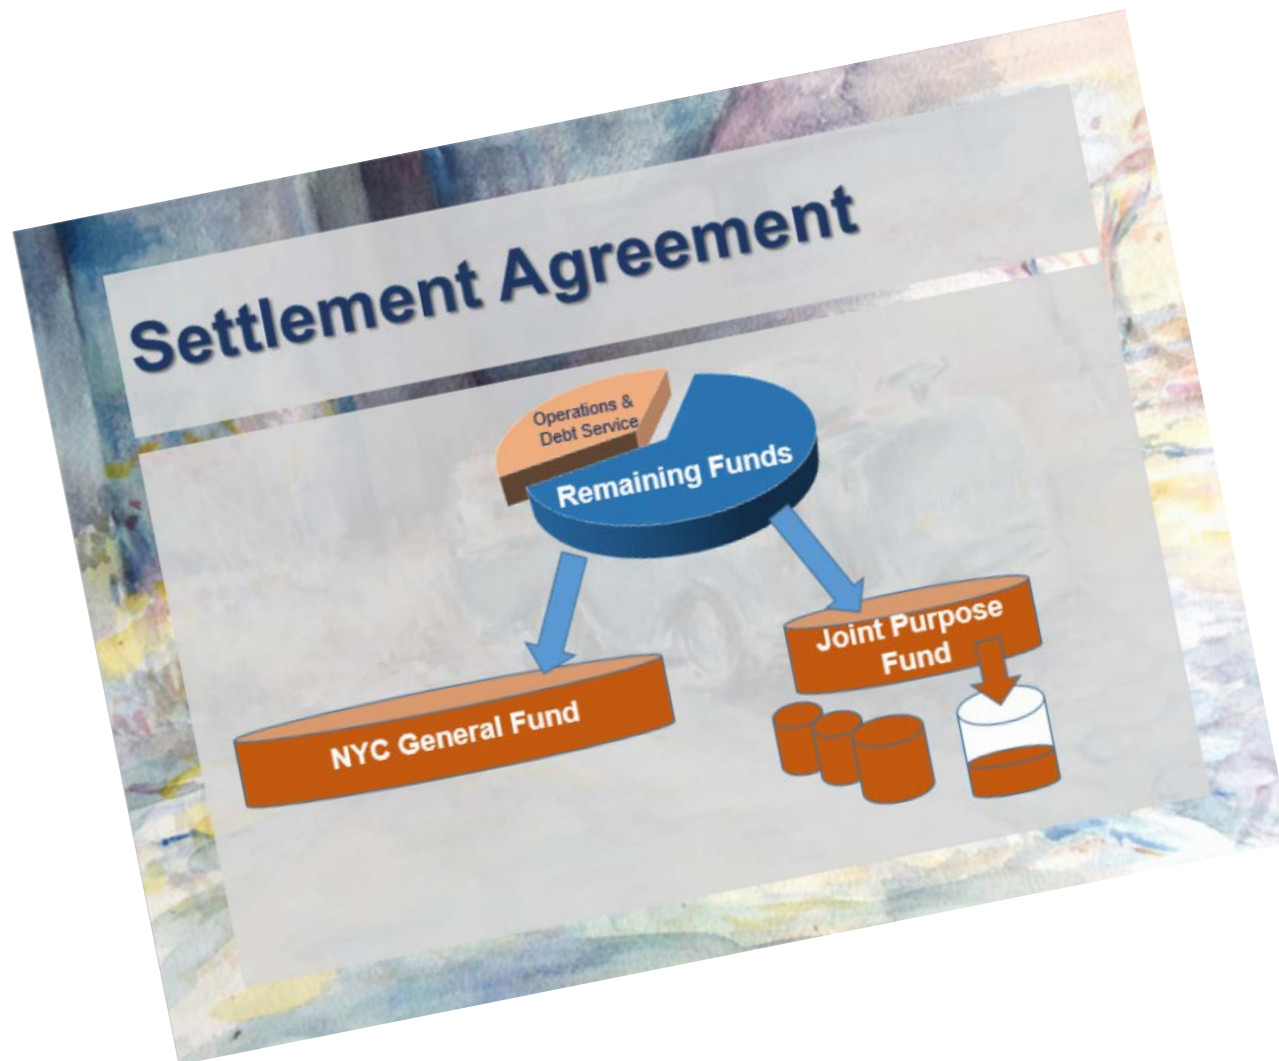 Settlement Agreement
Operations &
Debt Service
Remaining Funds
Joint Purpose
Fund
NYC General Fund